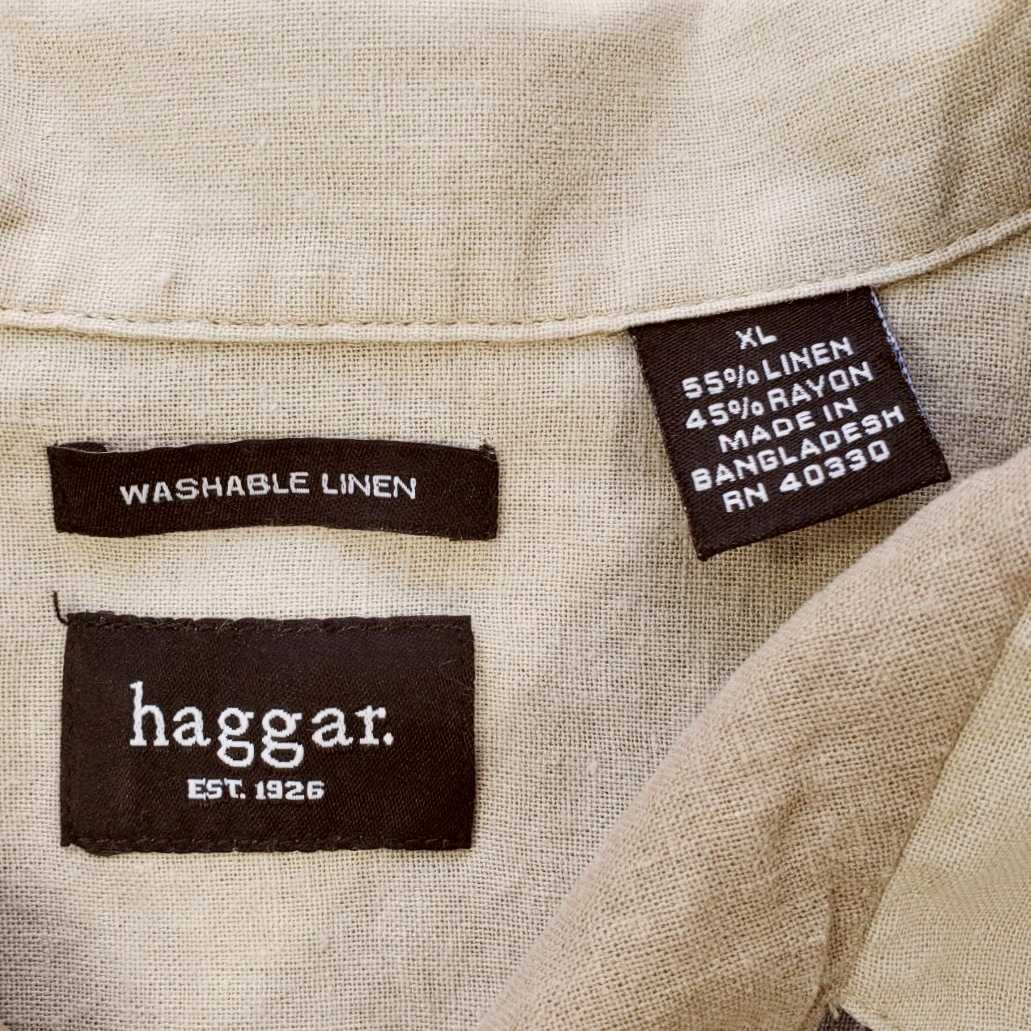 XL
55% LINEN
45% RAYON
MADE IN
BANGLADESH
RN 40330
WASHABLE LINEN
haggar.
EST. 1926